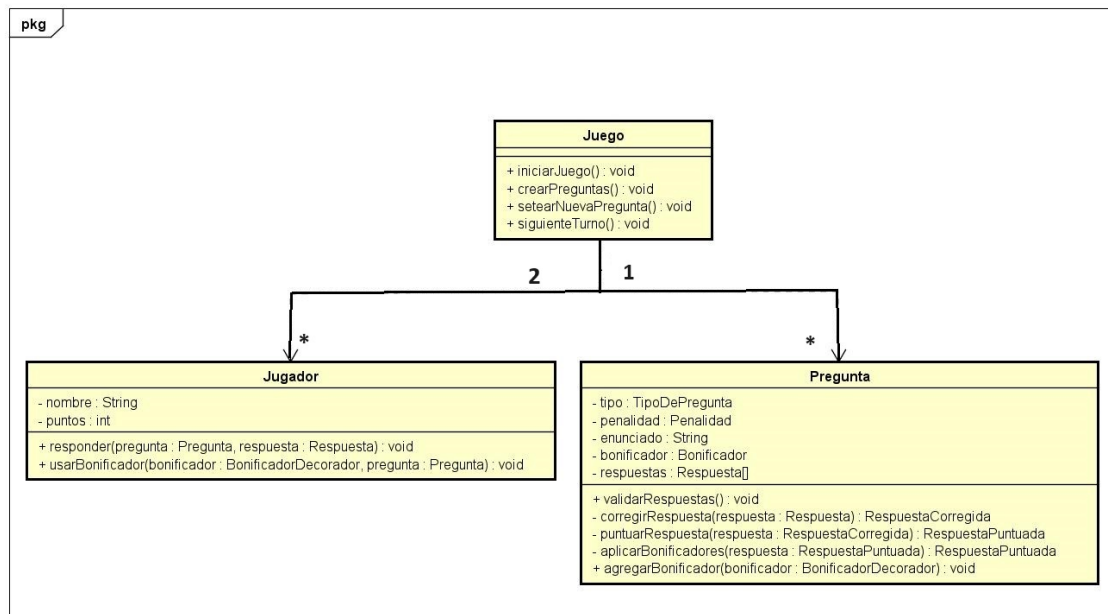 pkg
Juego
+ iniciarJuego() : void
+ crearPreguntas() : void
+ setearNuevaPregunta() : void
+ siguienteTurno() : void
2
1
*
*
Jugador
- nombre : String
- puntos : int
+ responder(pregunta : Pregunta, respuesta : Respuesta) : void
+ usarBonificador(bonificador : BonificadorDecorador, pregunta : Pregunta) : void
Pregunta
- tipo : TipoDePregunta
- penalidad : Penalidad
- enunciado : String
- bonificador : Bonificador
- respuestas : Respuesta[]
+ validarRespuestas() : void
- corregirRespuesta(respuesta : Respuesta) : RespuestaCorregida
- puntuarRespuesta(respuesta : RespuestaCorregida) : RespuestaPuntuada
- aplicarBonificadores(respuesta : RespuestaPuntuada) : RespuestaPuntuada
+ agregarBonificador(bonificador : BonificadorDecorador) : void